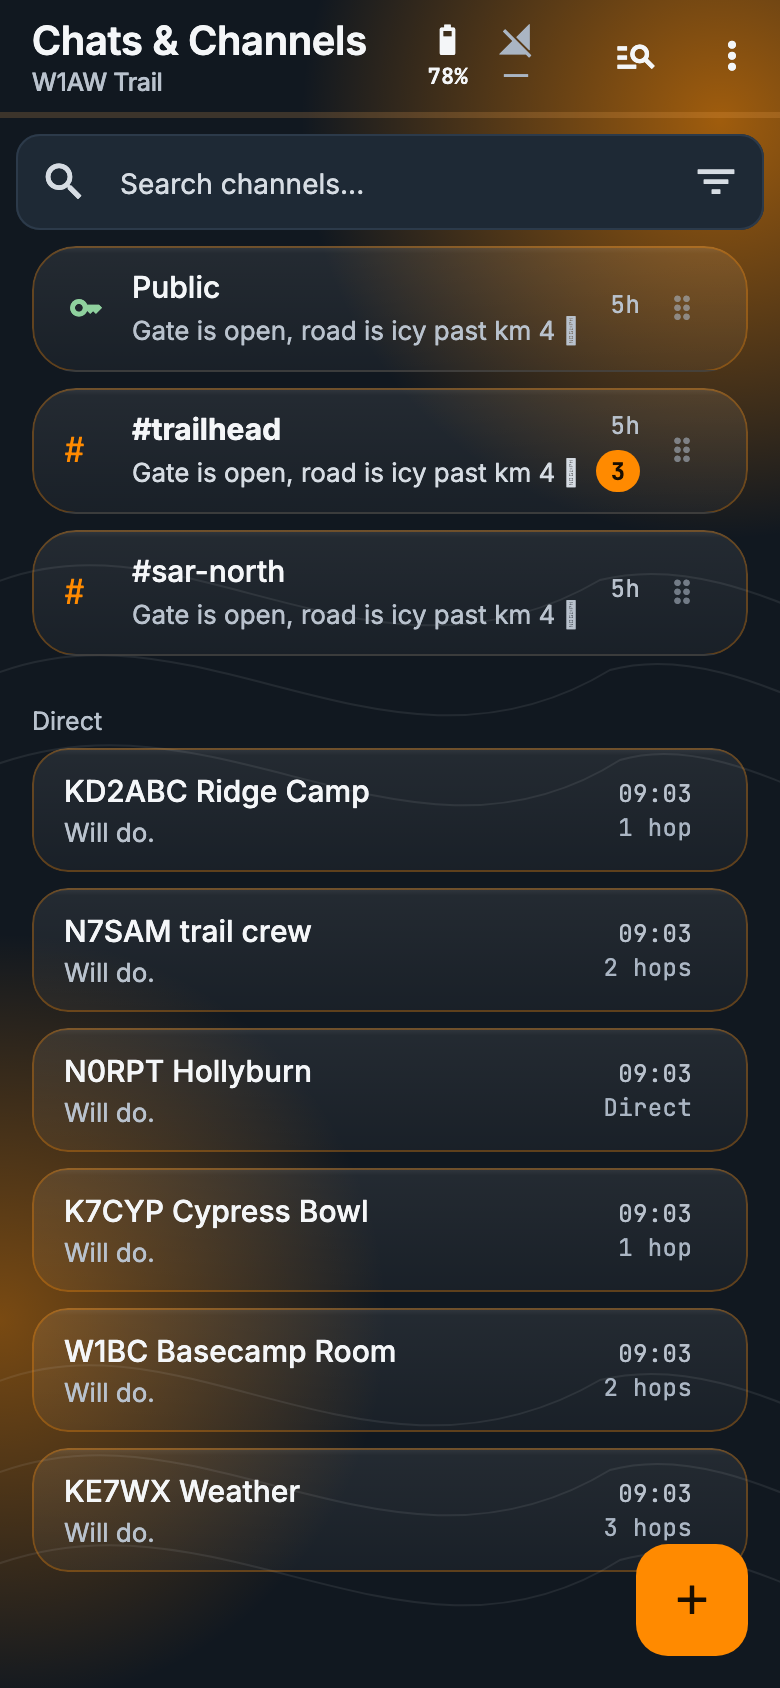 Chats & Channels
W1AW Trail
78%
—
Search channels...
Public
5h
Gate is open, road is icy past km 4
#
#trailhead
5h
Gate is open, road is icy past km 4
3
#
#sar-north
5h
Gate is open, road is icy past km 4
Direct
KD2ABC Ridge Camp
09:03
Will do.
1 hop
N7SAM trail crew
09:03
Will do.
2 hops
N0RPT Hollyburn
09:03
Will do.
Direct
K7CYP Cypress Bowl
09:03
Will do.
1 hop
W1BC Basecamp Room
09:03
Will do.
2 hops
KE7WX Weather
09:03
Will do.
3 hops
+